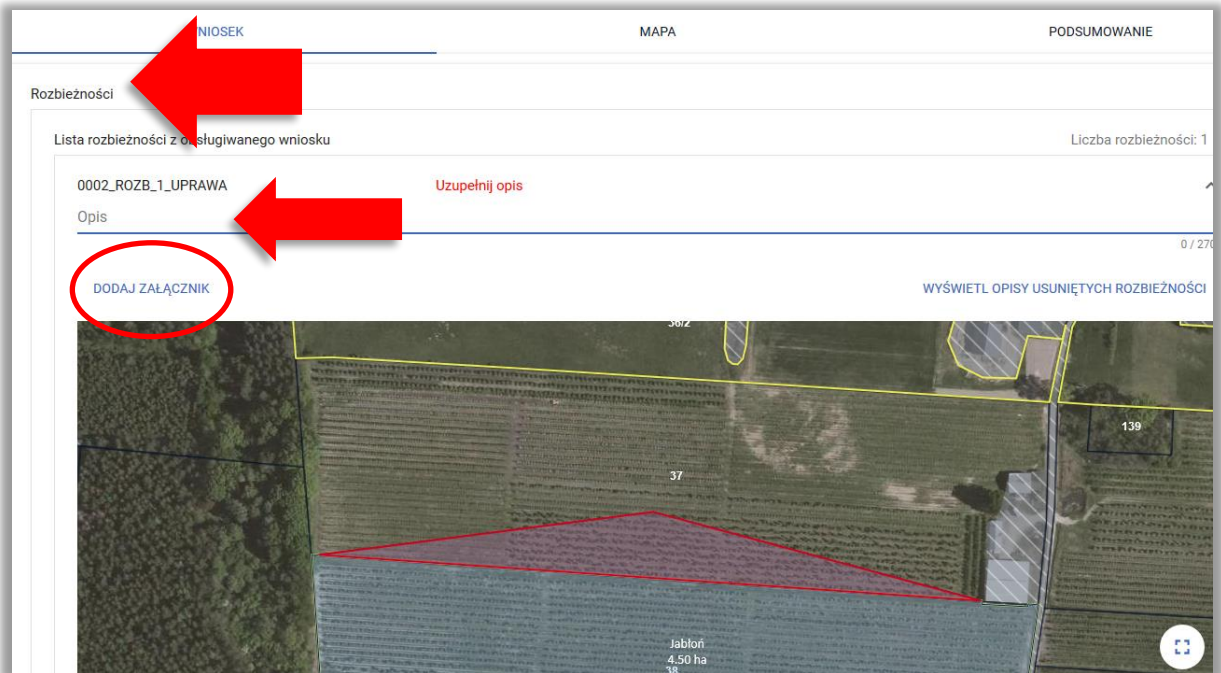 WNIOSEK
MAPA
PODSUMOWANIE
Rozbieżności
Lista rozbieżności z obsługiwanego wniosku
Liczba rozbieżności: 1
0002_ROZB_1_UPRAWA
Uzupełnij opis
Opis
0 / 270
DODAJ ZAŁĄCZNIK
WYŚWIETL OPISY USUNIĘTYCH ROZBIEŻNOŚCI
36/2
139
37
Jabłoń
4.50 ha
38